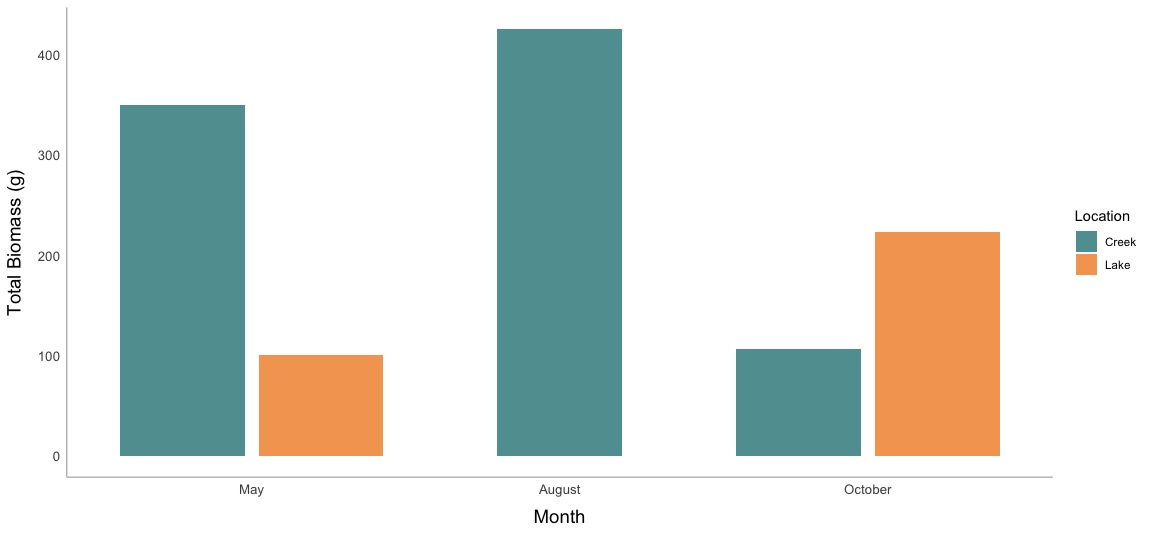 Total Biomass (g)
400
300
200
100
0
May August October
Month
Location
Creek
Lake